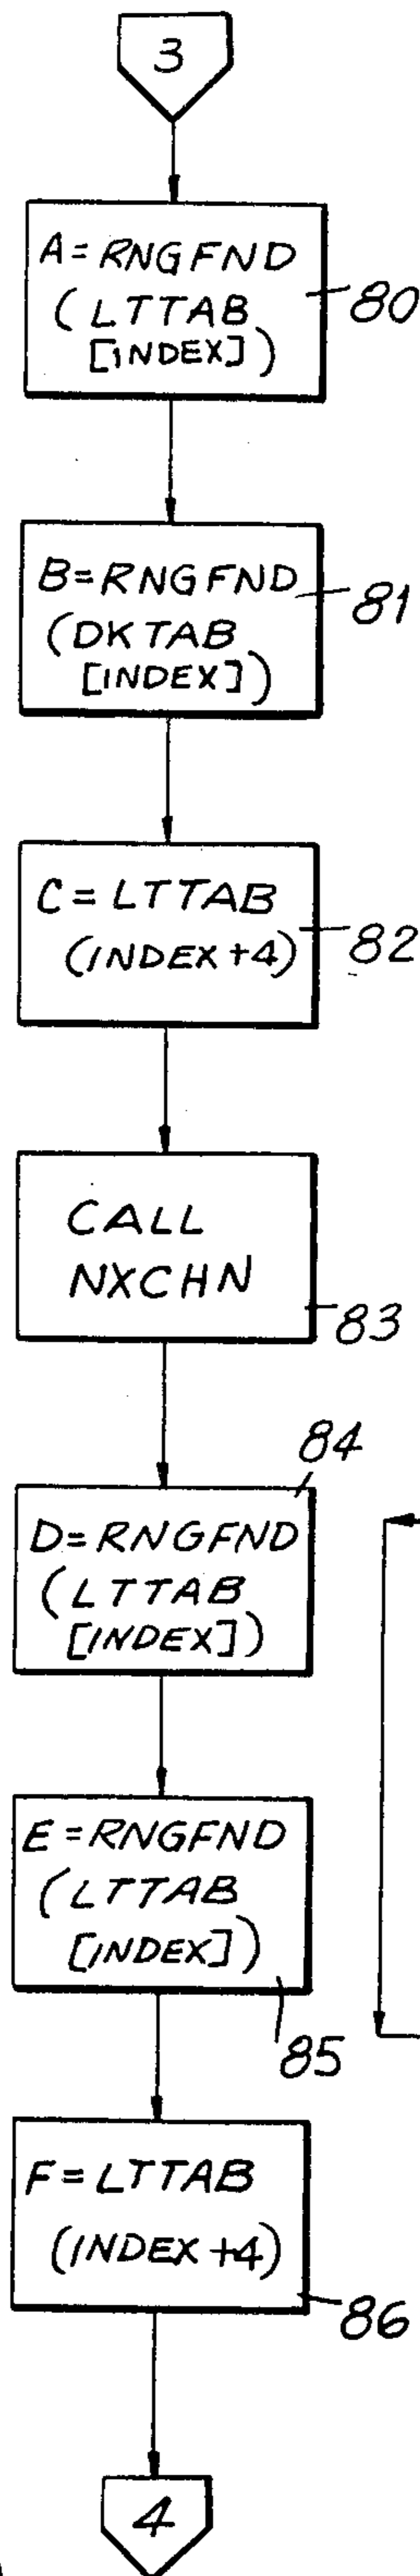 3
A=RNGFND
(LTTAB
[INDEX])
80
B=RNGFND
(DKTAB
[INDEX])
81
C=LTTAB
(INDEX+4)
82
CALL
NXCHN
83
84
D=RNGFND
(LTTAB
[INDEX])
E=RNGFND
(LTTAB
[INDEX])
85
F=LTTAB
(INDEX+4)
86
4